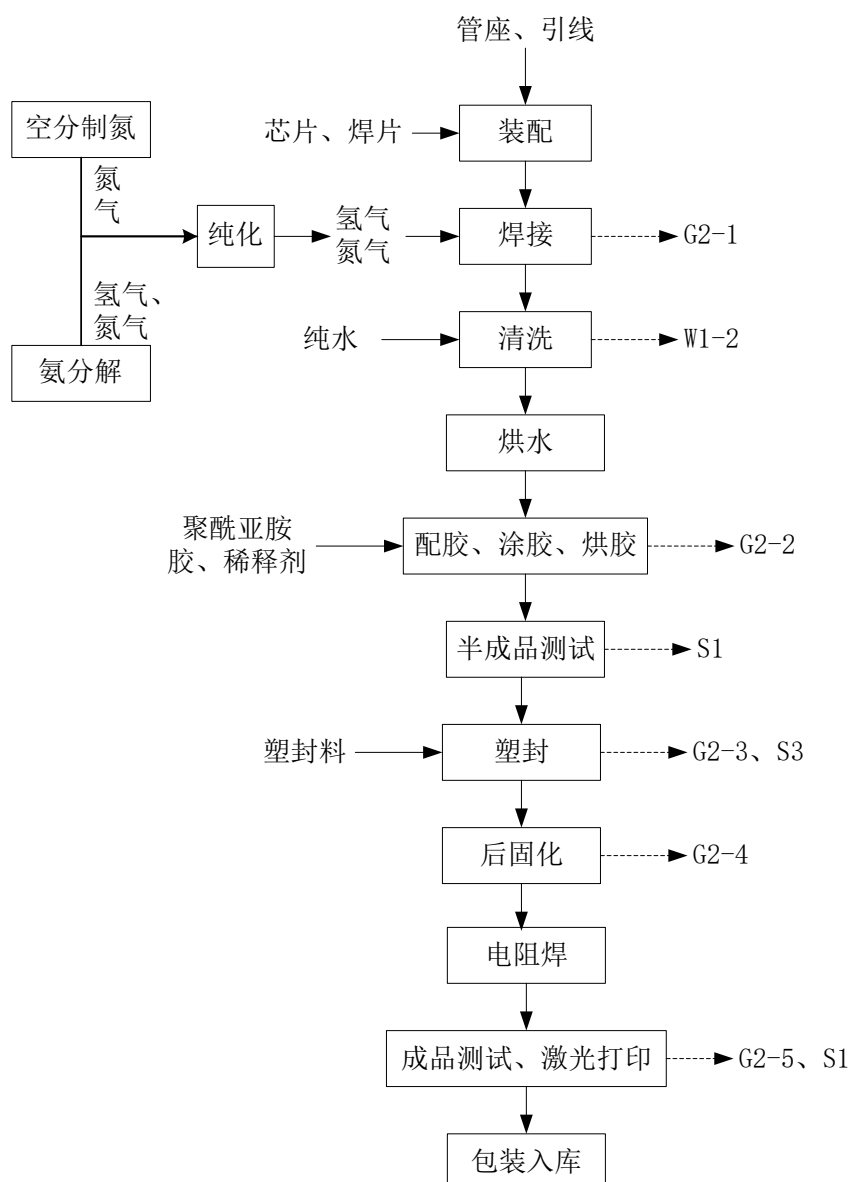 管座、引线
芯片、焊片
装配
空分制氮
氮
气
纯化
氢气
氮气
焊接
G2-1
氢气、
氮气
氨分解
纯水
清洗
W1-2
烘水
聚酰亚胺
胶、稀释剂
配胶、涂胶、烘胶
G2-2
半成品测试
S1
塑封料
塑封
G2-3、S3
后固化
G2-4
电阻焊
成品测试、激光打印
G2-5、S1
包装入库